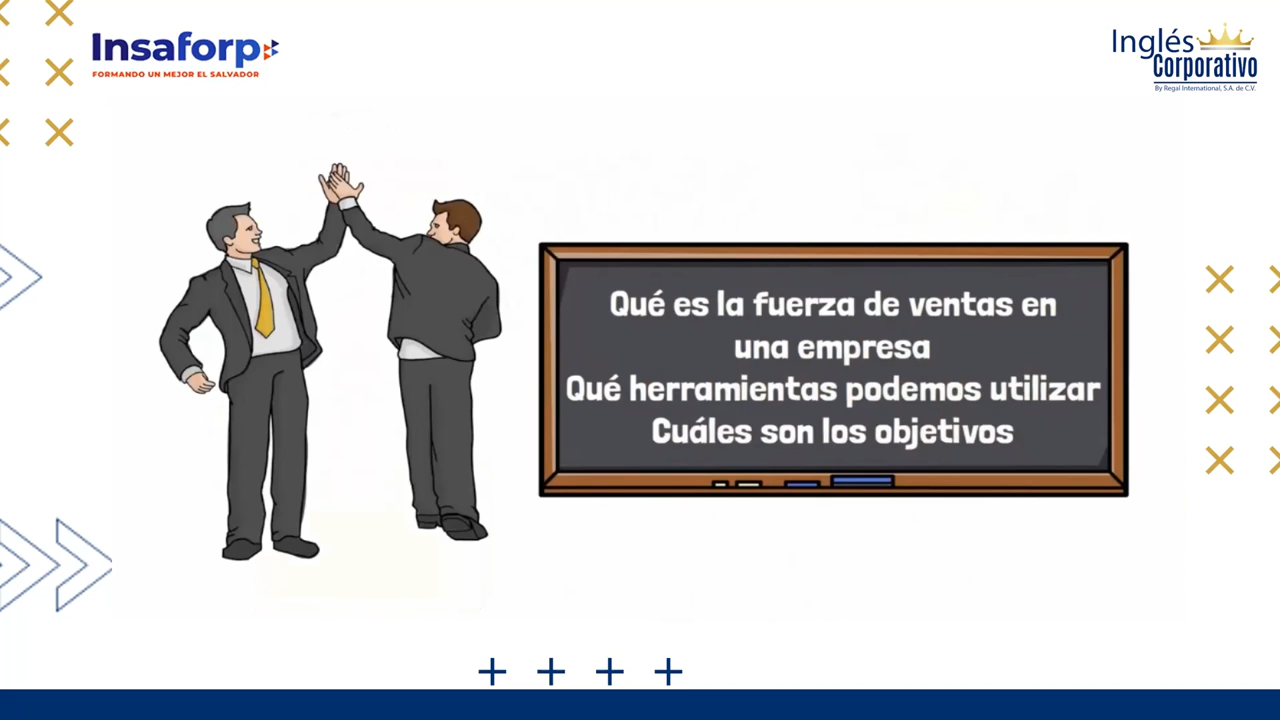 Insaforp
FORMANDO UN MEJOR EL SALVADOR
Inglés
Corporativo
By Regal International, S.A. de C.V.
Qué es la fuerza de ventas en
una empresa
Qué herramientas podemos utilizar
Cuáles son los objetivos